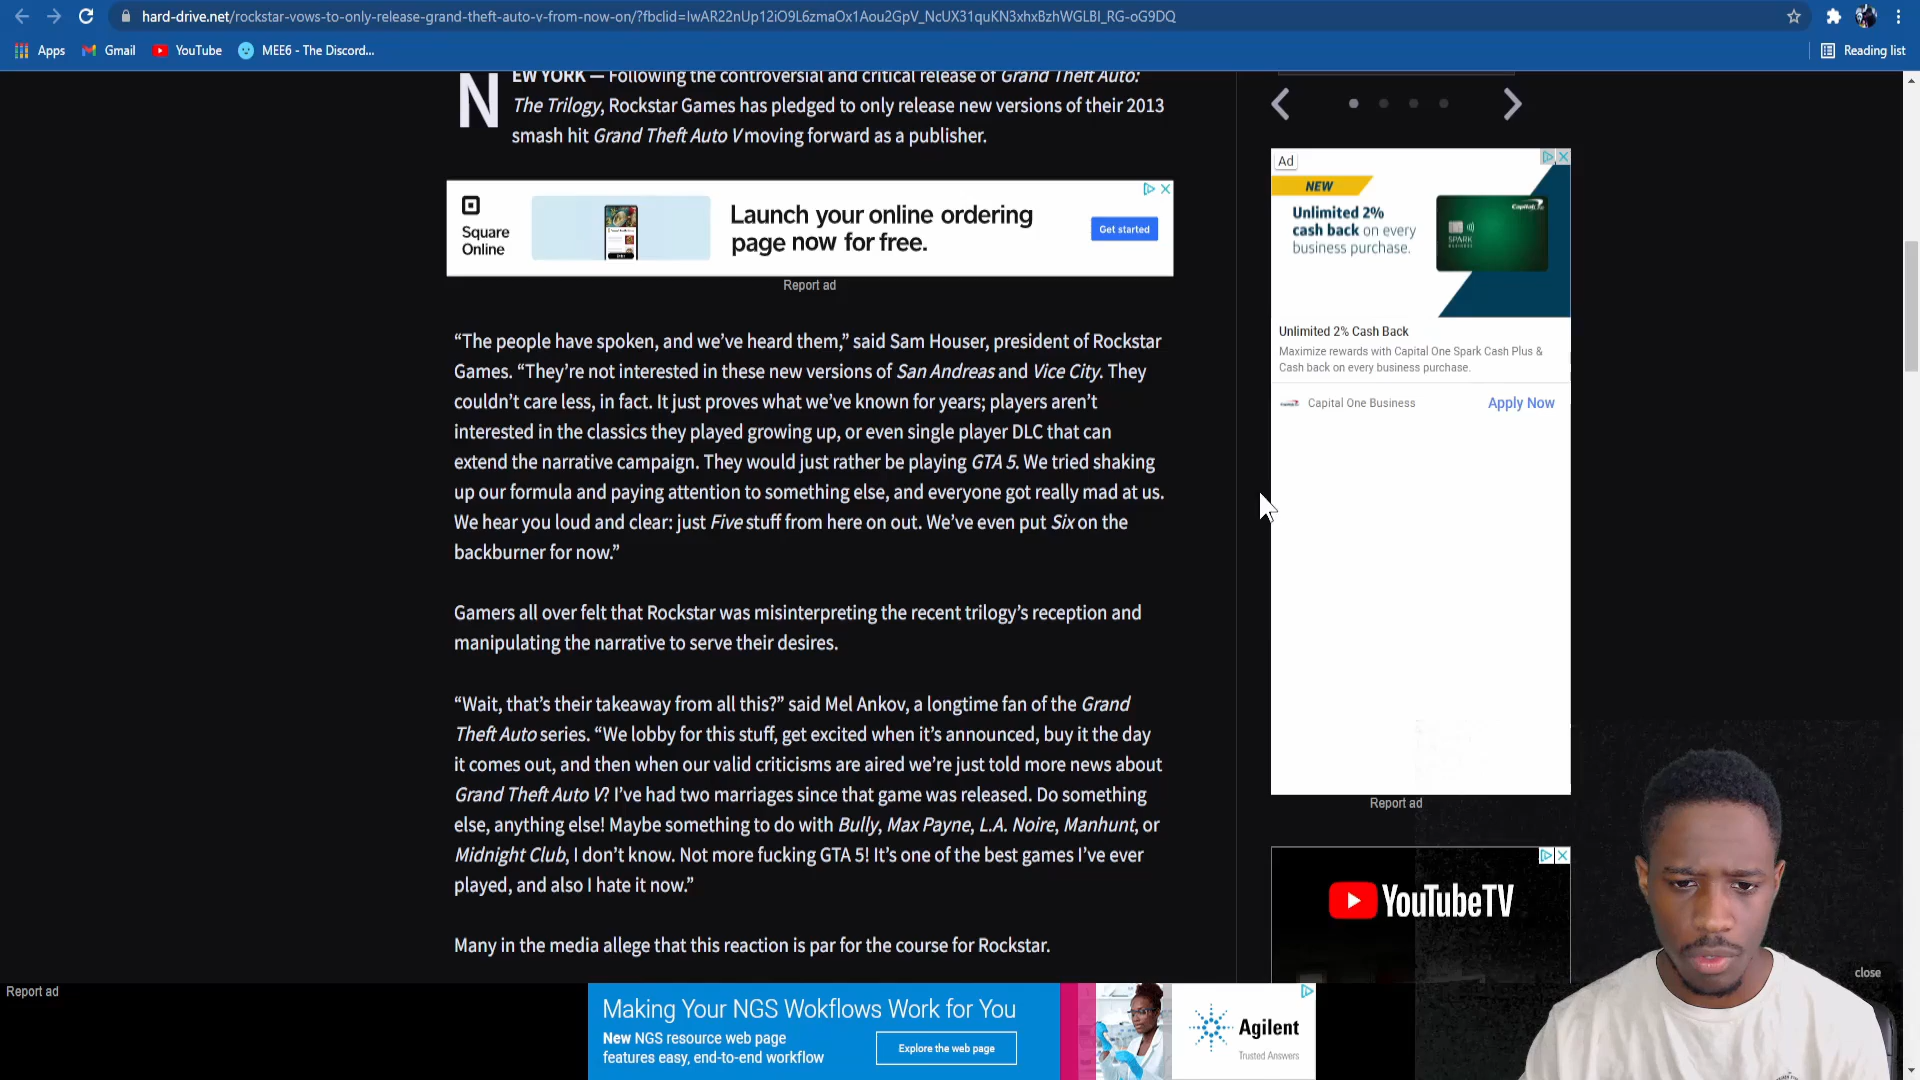 hard-drive.net/rockstar-vows-to-only-release-grand-theft-auto-v-from-now-on/?fbclid=IwAR22nUp12iO9L6zmaOx1Aou2GpV_NcUX31quKN3xhxBzhWGLBI_RG-oG9DQ
Apps Gmail YouTube MEE6 - The Discord... Reading list
NEW YORK — Following the controversial and critical release of Grand Theft Auto:
The Trilogy, Rockstar Games has pledged to only release new versions of their 2013
smash hit Grand Theft Auto V moving forward as a publisher.
Square
Online
Launch your online ordering
page now for free.
Get started
Report ad
“The people have spoken, and we’ve heard them,” said Sam Houser, president of Rockstar
Games. “They’re not interested in these new versions of San Andreas and Vice City. They
couldn’t care less, in fact. It just proves what we’ve known for years; players aren’t
interested in the classics they played growing up, or even single player DLC that can
extend the narrative campaign. They would just rather be playing GTA 5. We tried shaking
up our formula and paying attention to something else, and everyone got really mad at us.
We hear you loud and clear: just Five stuff from here on out. We’ve even put Six on the
backburner for now.”
Gamers all over felt that Rockstar was misinterpreting the recent trilogy’s reception and
manipulating the narrative to serve their desires.
“Wait, that’s their takeaway from all this?” said Mel Ankov, a longtime fan of the Grand
Theft Auto series. “We lobby for this stuff, get excited when it’s announced, buy it the day
it comes out, and then when our valid criticisms are aired we’re just told more news about
Grand Theft Auto V? I’ve had two marriages since that game was released. Do something
else, anything else! Maybe something to do with Bully, Max Payne, L.A. Noire, Manhunt, or
Midnight Club, I don’t know. Not more fucking GTA 5! It’s one of the best games I’ve ever
played, and also I hate it now.”
Many in the media allege that this reaction is par for the course for Rockstar.
Ad
NEW
Unlimited 2%
cash back on every
business purchase.
Capital One
SPARK
BUSINESS
Unlimited 2% Cash Back
Maximize rewards with Capital One Spark Cash Plus &
Cash back on every business purchase.
Capital One Business Apply Now
Report ad
YouTubeTV
close
Report ad
Making Your NGS Wokflows Work for You
New NGS resource web page
features easy, end-to-end workflow
Explore the web page
Agilent
Trusted Answers